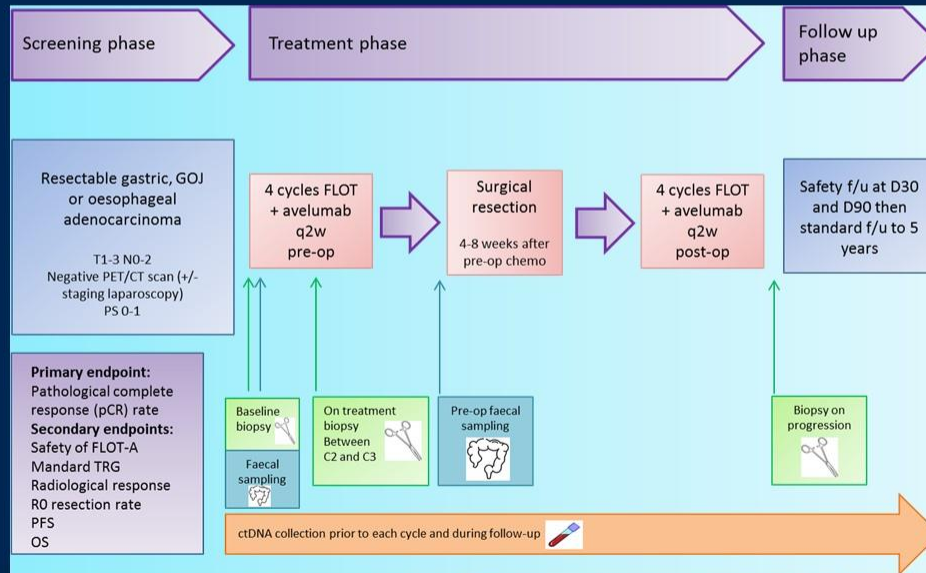 Screening phase
Treatment phase
Follow up
phase
Resectable gastric, GOJ
or oesophageal
adenocarcinoma
T1-3 N0-2
Negative PET/CT scan (+/-
staging laparoscopy)
PS 0-1
4 cycles FLOT
+ avelumab
q2w
pre-op
Surgical
resection
4-8 weeks after
pre-op chemo
4 cycles FLOT
+ avelumab
q2w
post-op
Safety f/u at D30
and D90 then
standard f/u to 5
years
Primary endpoint:
Pathological complete
response (pCR) rate
Secondary endpoints:
Safety of FLOT-A
Mandard TRG
Radiological response
R0 resection rate
PFS
OS
Baseline
biopsy
Faecal
sampling
On treatment
biopsy
Between
C2 and C3
Pre-op faecal
sampling
Biopsy on
progression
ctDNA collection prior to each cycle and during follow-up